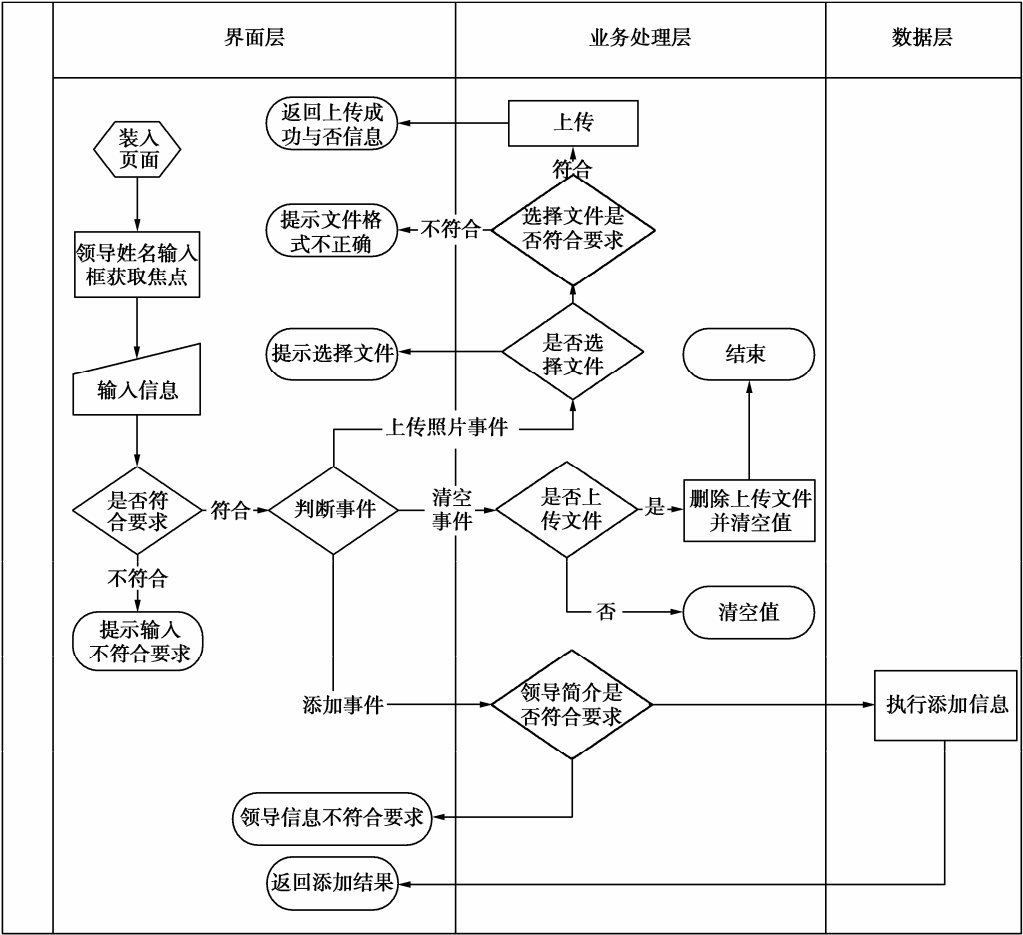 界面层
业务处理层
数据层
装入
页面
返回上传成
功与否信息
上传
符合
领导姓名输入
框获取焦点
提示文件格
式不正确
不符合
选择文件是
否符合要求
输入信息
提示选择文件
是否选
择文件
结束
上传照片事件
是否符
合要求
符合
判断事件
清空
事件
是否上
传文件
是
删除上传文件
并清空值
不符合
提示输入
不符合要求
否
清空值
添加事件
领导简介是
否符合要求
执行添加信息
领导信息不符合要求
返回添加结果